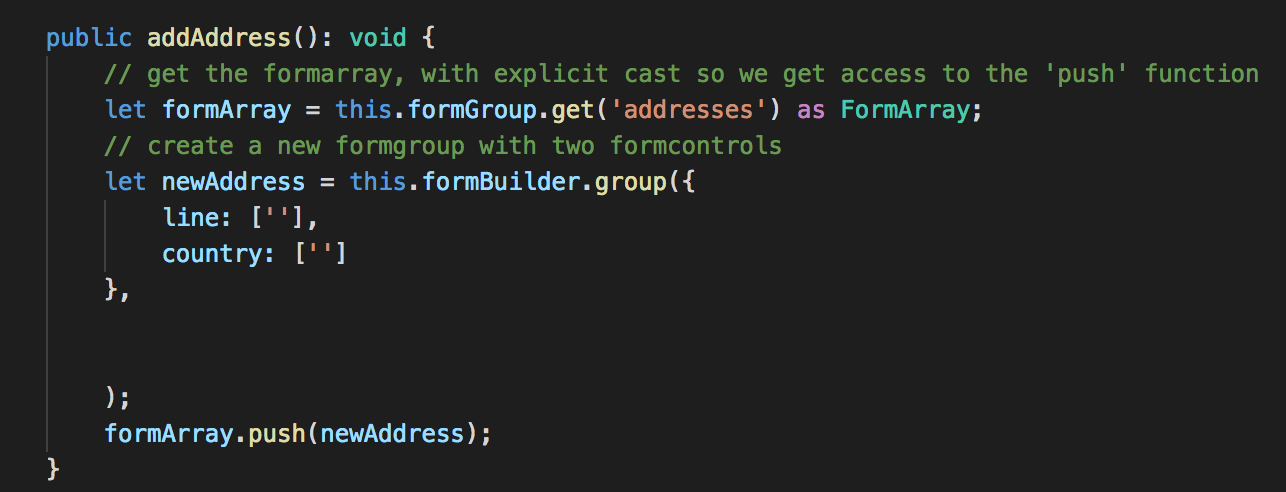 public addAddress(): void {
// get the formarray, with explicit cast so we get access to the 'push' function
let formArray = this.formGroup.get('addresses') as FormArray;
// create a new formgroup with two formcontrols
let newAddress = this.formBuilder.group({
line: [''],
country: ['']
},
);
formArray.push(newAddress);
}